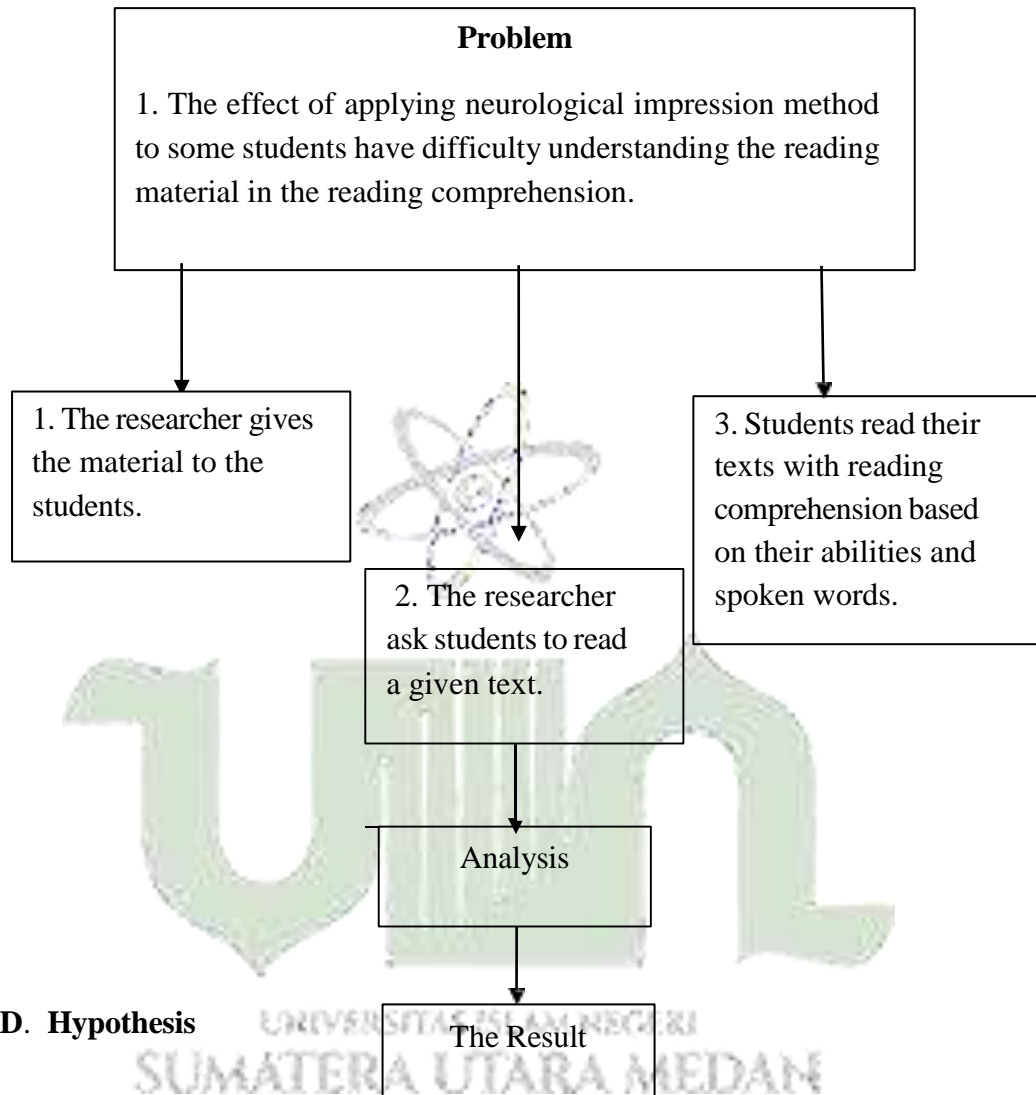 Problem
1. The effect of applying neurological impression method
to some students have difficulty understanding the reading
material in the reading comprehension.
1. The researcher gives
the material to the
students.
2. The researcher
ask students to read
a given text.
3. Students read their
texts with reading
comprehension based
on their abilities and
spoken words.
Analysis
The Result
D. Hypothesis
UNIVERSITAS ISLAM NEGERI
SUMATERA UTARA MEDAN